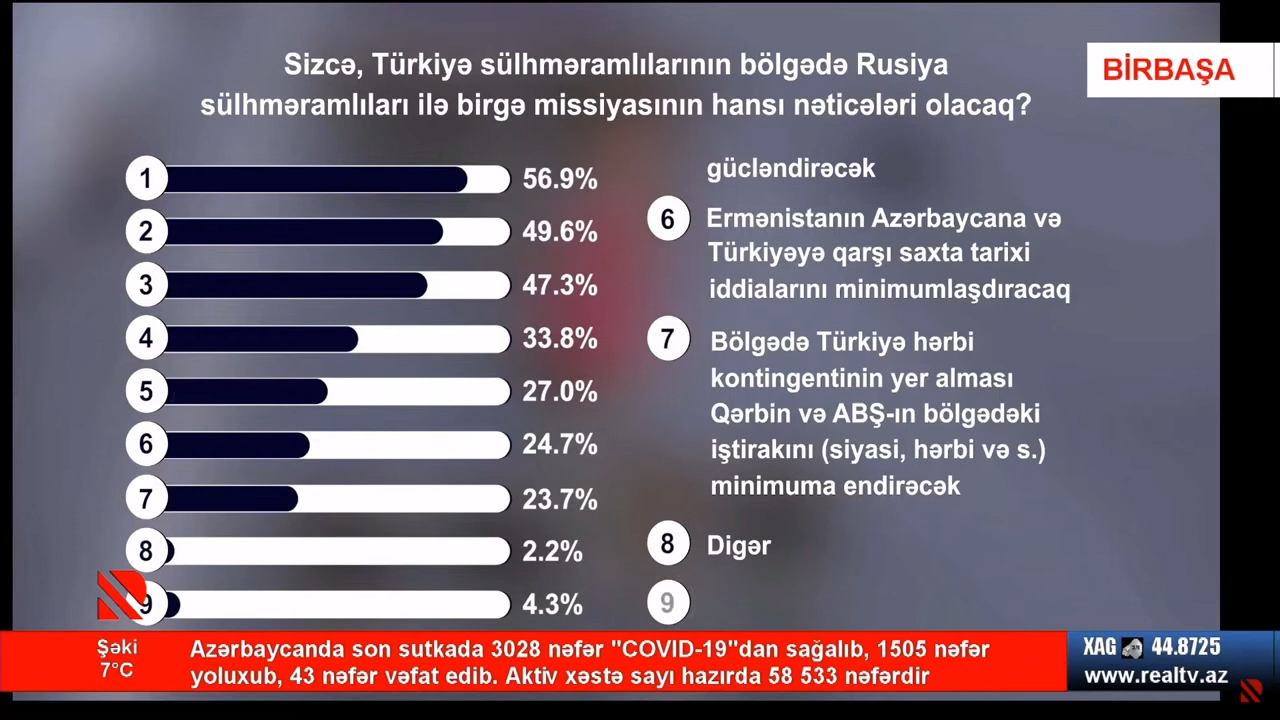 Sizcə, Türkiyə sülhməramlılarının bölgədə Rusiya
sülhməramlıları ilə birgə missiyasının hansı nəticələri olacaq?
BİRBAŞA
1 56.9%
2 49.6%
3 47.3%
4 33.8%
5 27.0%
6 24.7%
7 23.7%
8 2.2%
9 4.3%
gücləndirəcək
6 Ermənistanın Azərbaycana və
Türkiyəyə qarşı saxta tarixi
iddialarını minimumlaşdıracaq
7 Bölgədə Türkiyə hərbi
kontingentinin yer alması
Qərbin və ABŞ-ın bölgədəki
iştirakını (siyasi, hərbi və s.)
minimuma endirəcək
8 Digər
9
Şəki
7°C
Azərbaycanda son sutkada 3028 nəfər "COVID-19"dan sağalıb, 1505 nəfər
yoluxub, 43 nəfər vəfat edib. Aktiv xəstə sayı hazırda 58 533 nəfərdir
XAG 44.8725
www.realtv.az